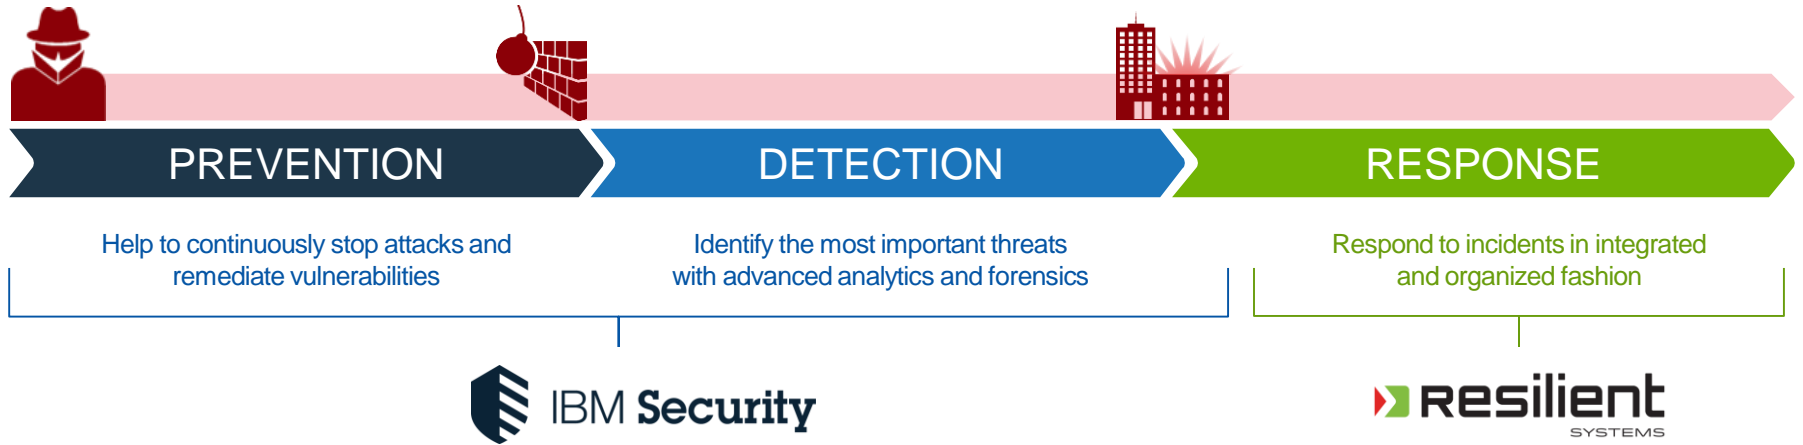 PREVENTION
DETECTION
RESPONSE
Help to continuously stop attacks and
remediate vulnerabilities
Identify the most important threats
with advanced analytics and forensics
Respond to incidents in integrated
and organized fashion
IBM Security
Resilient
SYSTEMS